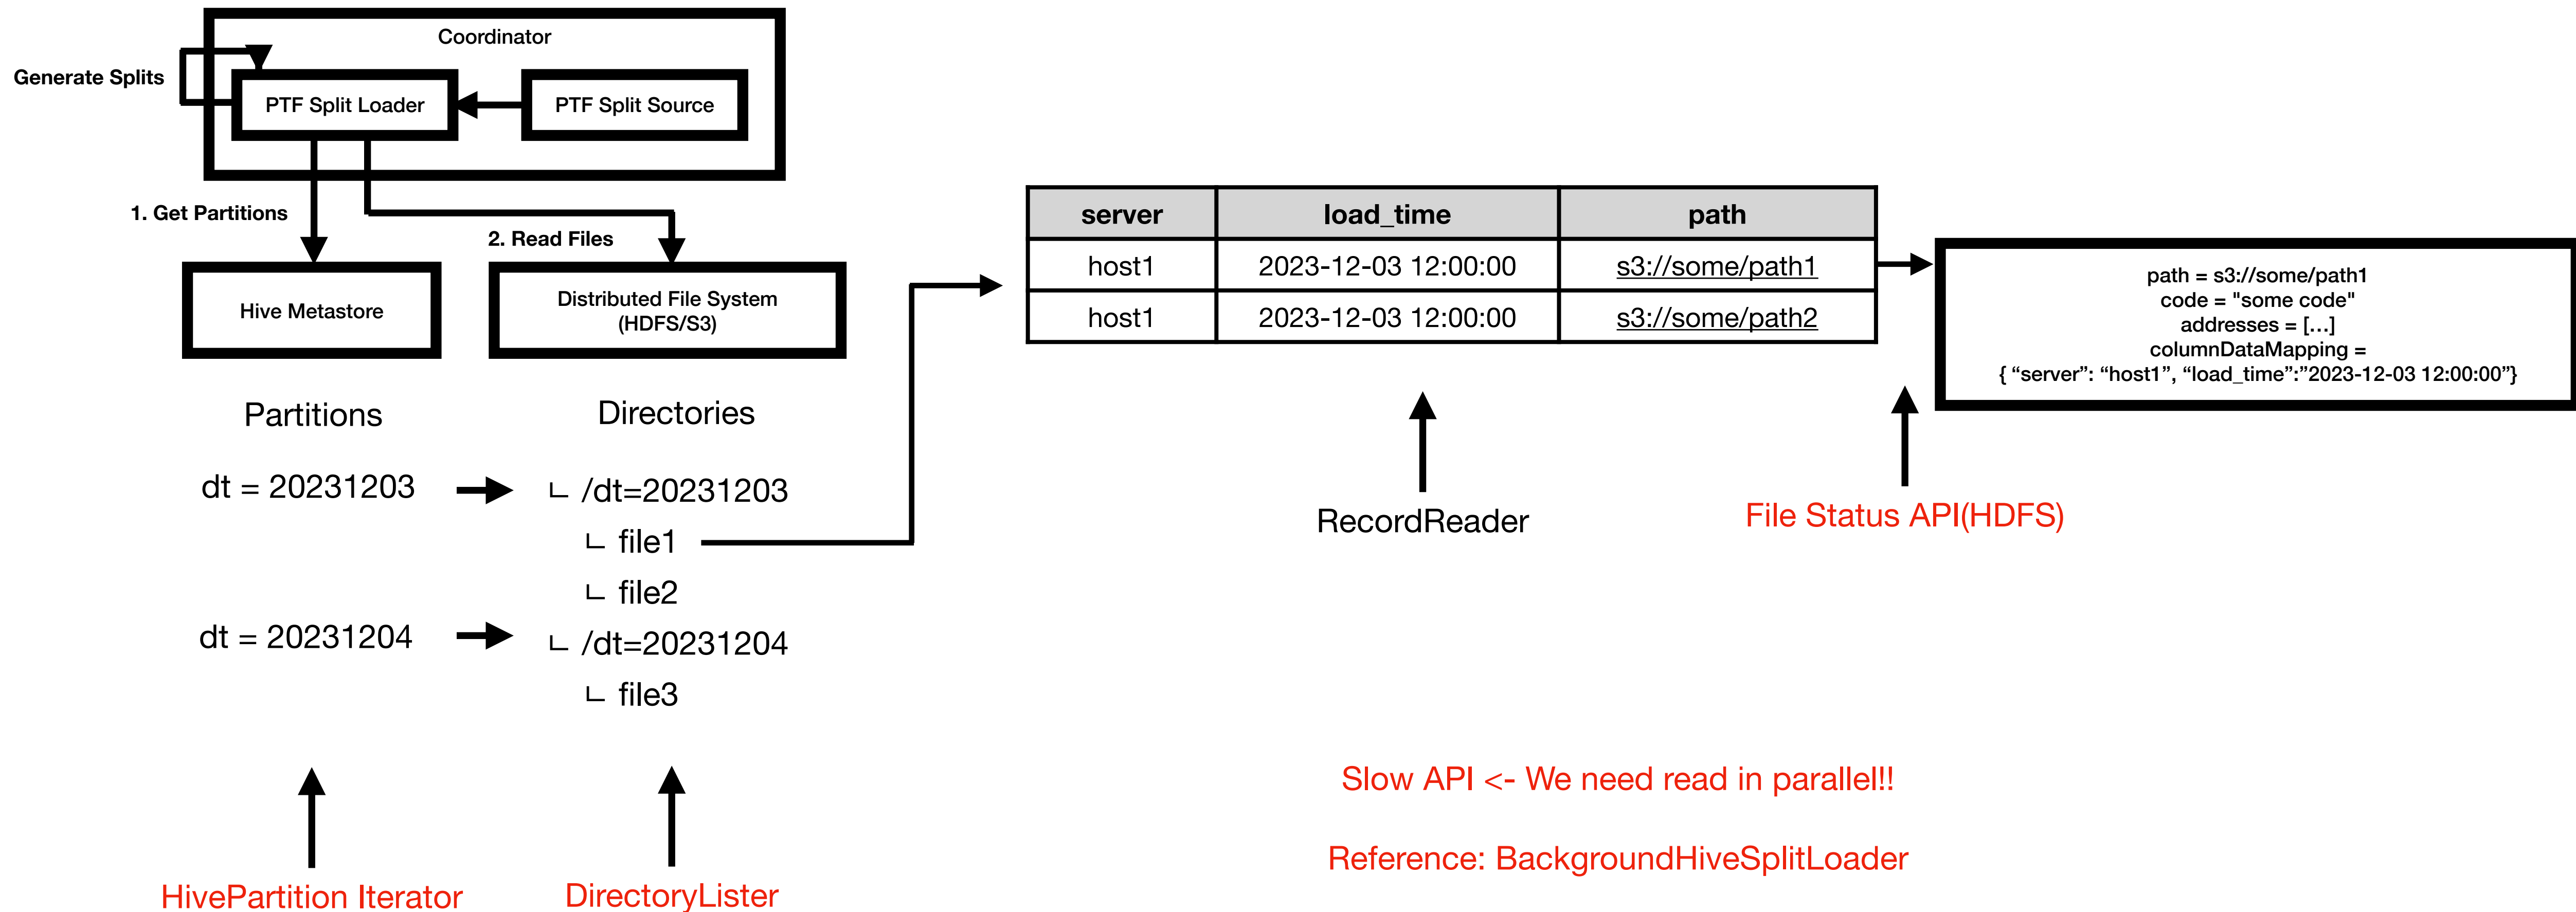 Coordinator
Generate Splits
PTF Split Loader
PTF Split Source
1. Get Partitions
2. Read Files
Hive Metastore
Distributed File System
(HDFS/S3)
Partitions
Directories
dt = 20231203
∟ /dt=20231203
∟ file1
∟ file2
dt = 20231204
∟ /dt=20231204
∟ file3
HivePartition Iterator
DirectoryLister
server load_time path
host1 2023-12-03 12:00:00 s3://some/path1
host1 2023-12-03 12:00:00 s3://some/path2
RecordReader
path = s3://some/path1
code = "some code"
addresses = […]
columnDataMapping =
{ “server”: “host1”, “load_time”:”2023-12-03 12:00:00”}
File Status API(HDFS)
Slow API <- We need read in parallel!!
Reference: BackgroundHiveSplitLoader